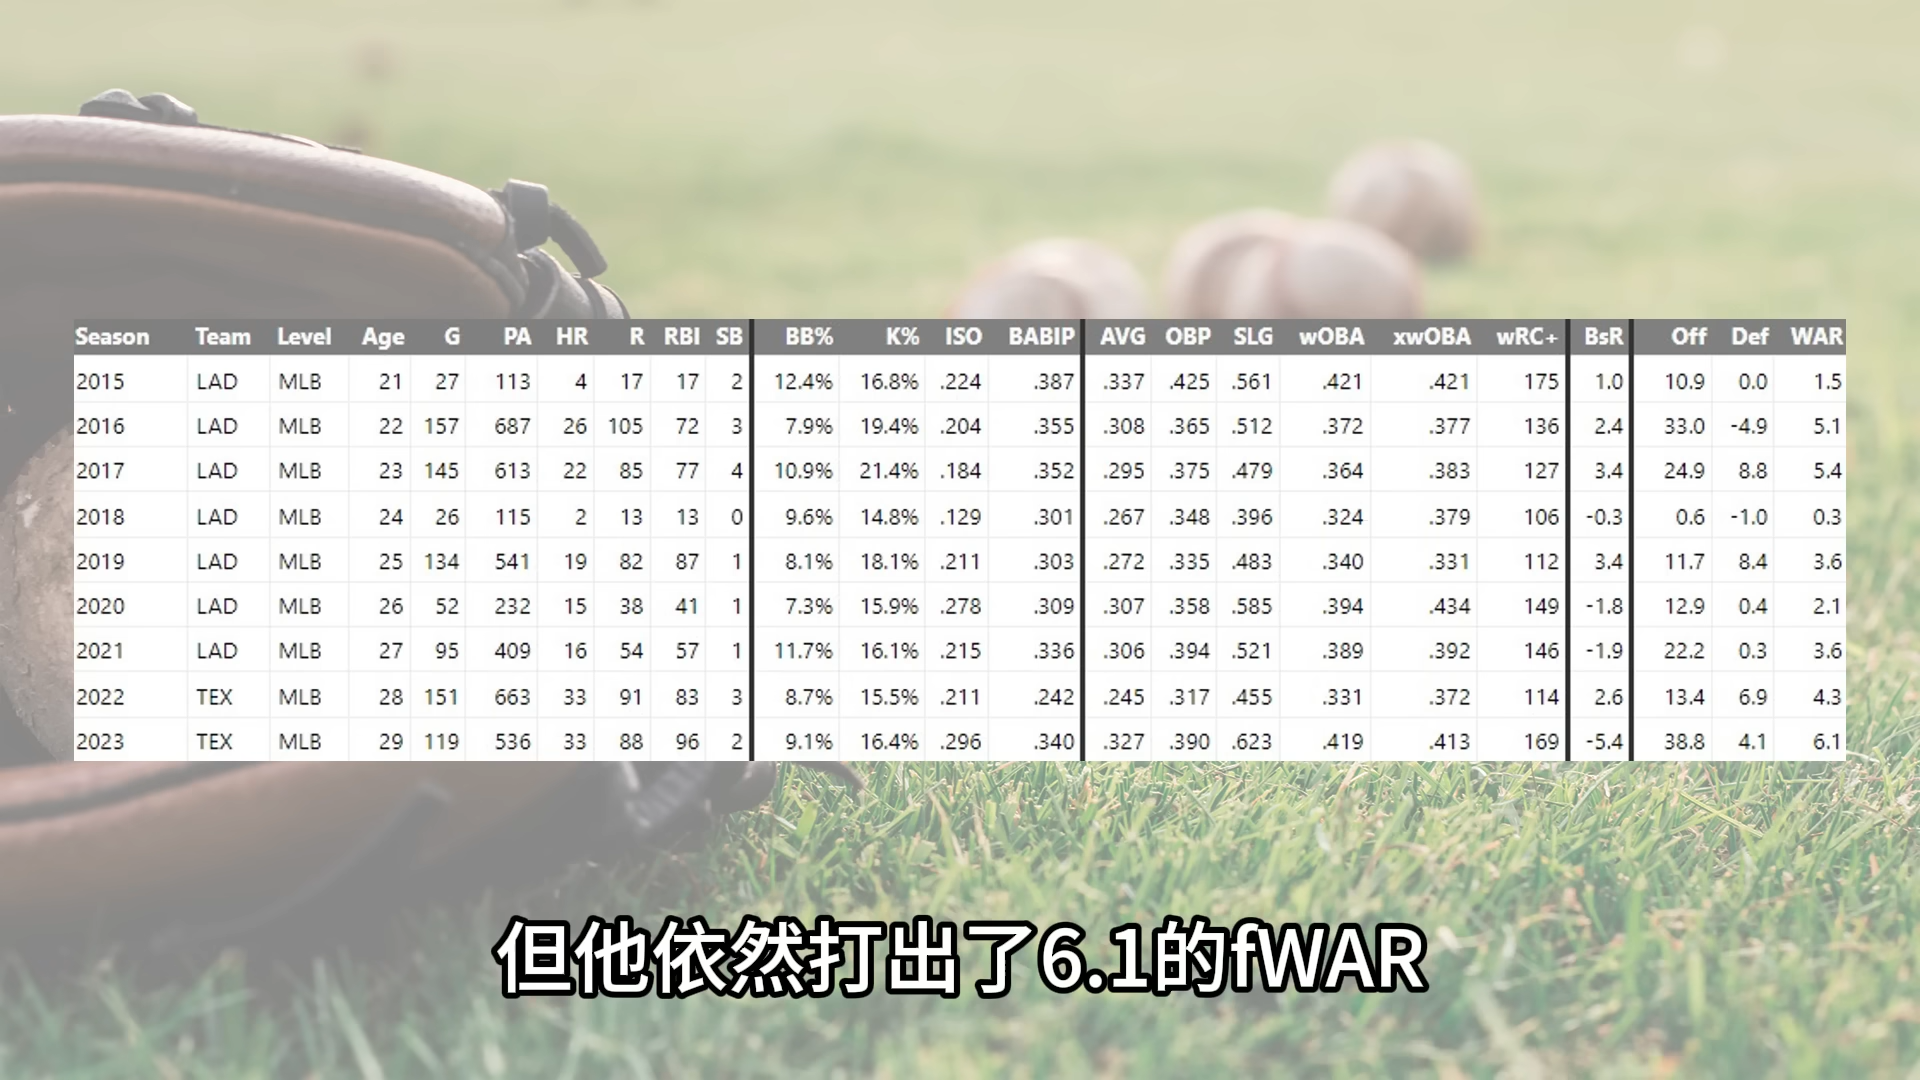 Season Team Level Age G PA HR R RBI SB BB% K% ISO BABIP AVG OBP SLG wOBA xwOBA wRC+ BsR Off Def WAR
2015 LAD MLB 21 27 113 4 17 17 2 12.4% 16.8% .224 .387 .337 .425 .561 .421 .421 175 1.0 10.9 0.0 1.5
2016 LAD MLB 22 157 687 26 105 72 3 7.9% 19.4% .204 .355 .308 .365 .512 .372 .377 136 2.4 33.0 -4.9 5.1
2017 LAD MLB 23 145 613 22 85 77 4 10.9% 21.4% .184 .352 .295 .375 .479 .364 .383 127 3.4 24.9 8.8 5.4
2018 LAD MLB 24 26 115 2 13 13 0 9.6% 14.8% .129 .301 .267 .348 .396 .324 .379 106 -0.3 0.6 -1.0 0.3
2019 LAD MLB 25 134 541 19 82 87 1 8.1% 18.1% .211 .303 .272 .335 .483 .340 .331 112 3.4 11.7 8.4 3.6
2020 LAD MLB 26 52 232 15 38 41 1 7.3% 15.9% .278 .309 .307 .358 .585 .394 .434 149 -1.8 12.9 0.4 2.1
2021 LAD MLB 27 95 409 16 54 57 1 11.7% 16.1% .215 .336 .306 .394 .521 .389 .392 146 -1.9 22.2 0.3 3.6
2022 TEX MLB 28 151 663 33 91 83 3 8.7% 15.5% .211 .242 .245 .317 .455 .331 .372 114 2.6 13.4 6.9 4.3
2023 TEX MLB 29 119 536 33 88 96 2 9.1% 16.4% .296 .340 .327 .390 .623 .419 .413 169 -5.4 38.8 4.1 6.1
但他依然打出了6.1的fWAR